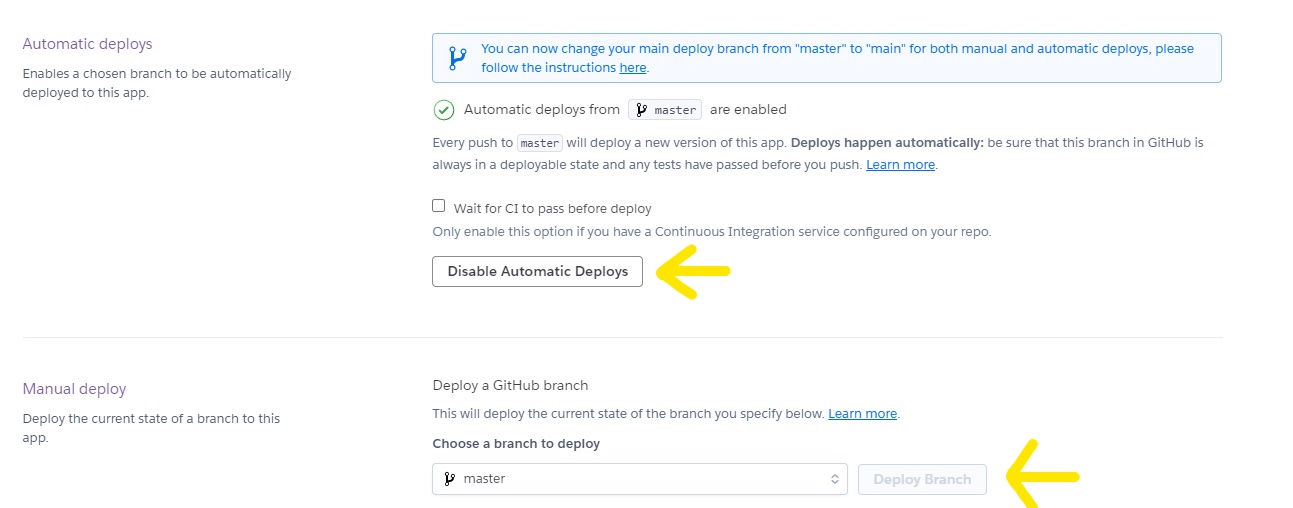 Automatic deploys
Enables a chosen branch to be automatically
deployed to this app.
You can now change your main deploy branch from "master" to "main" for both manual and automatic deploys, please
follow the instructions here.
Automatic deploys from master are enabled
Every push to master will deploy a new version of this app. Deploys happen automatically: be sure that this branch in GitHub is
always in a deployable state and any tests have passed before you push. Learn more.
Wait for CI to pass before deploy
Only enable this option if you have a Continuous Integration service configured on your repo.
Disable Automatic Deploys
Manual deploy
Deploy the current state of a branch to this
app.
Deploy a GitHub branch
This will deploy the current state of the branch you specify below. Learn more.
Choose a branch to deploy
master
Deploy Branch